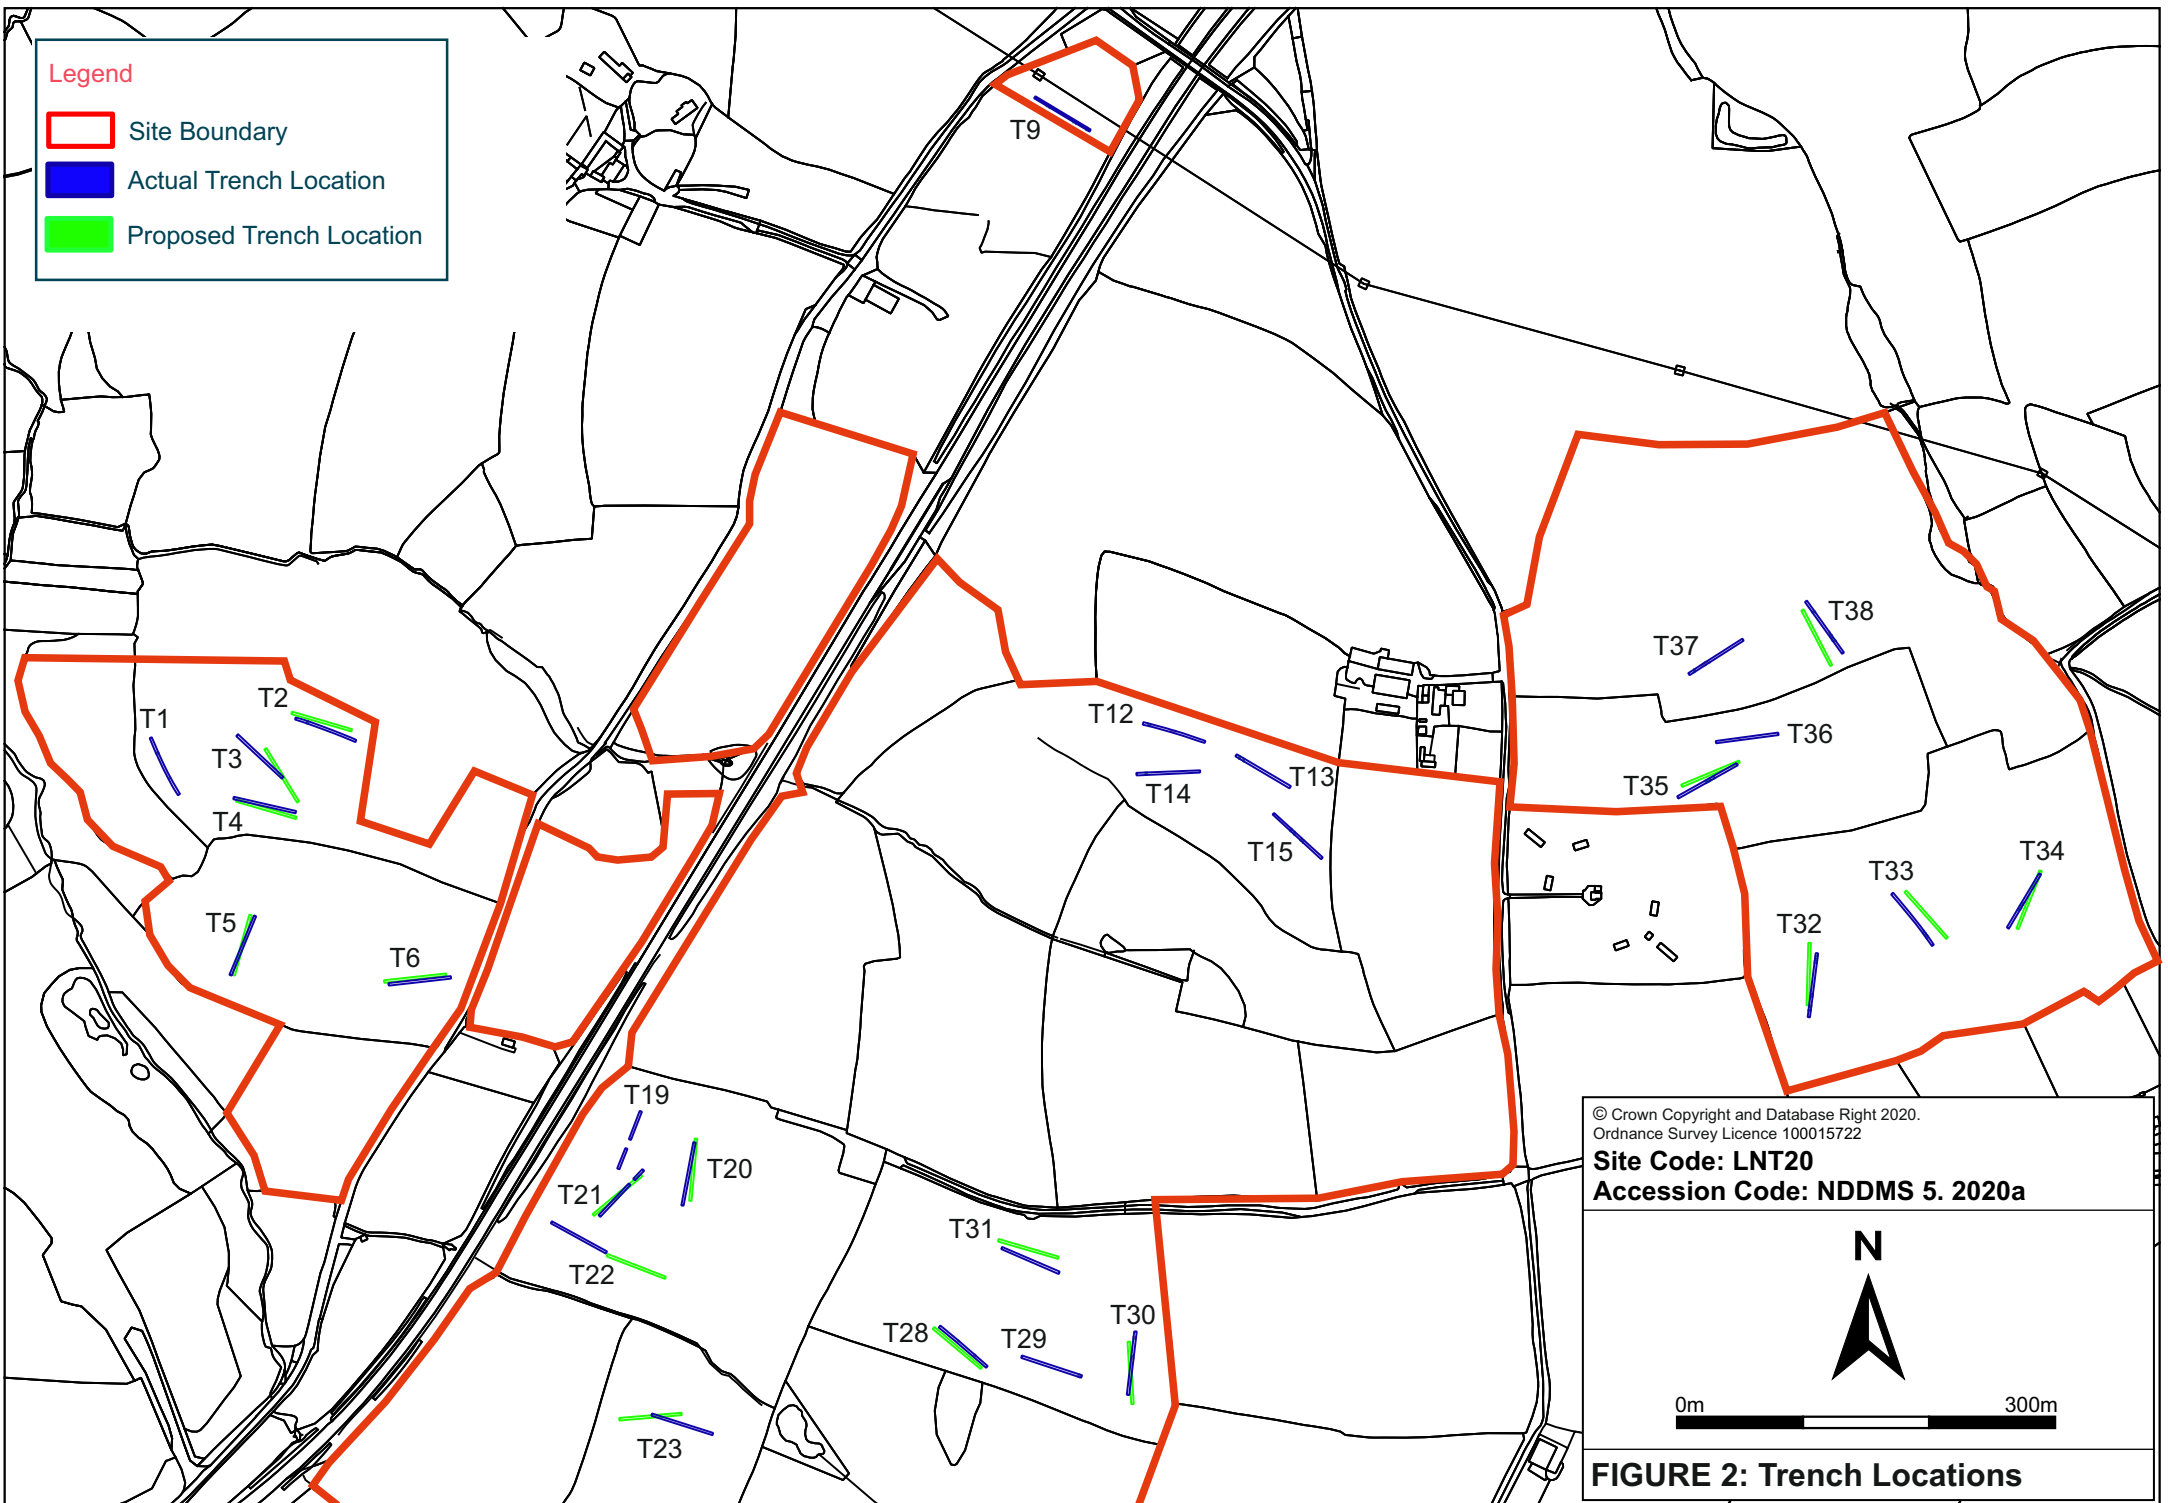 Legend
Site Boundary
Actual Trench Location
Proposed Trench Location
T9
T38
T37
T2
T1
T3
T12
T36
T13
T14
T35
T4
T15
T34
T33
T5
T32
T6
T19
T20
T21
T31
T22
T30
T28
T29
T23
© Crown Copyright and Database Right 2020.
Ordnance Survey Licence 100015722
Site Code: LNT20
Accession Code: NDDMS 5. 2020a
N
0m 300m
FIGURE 2: Trench Locations